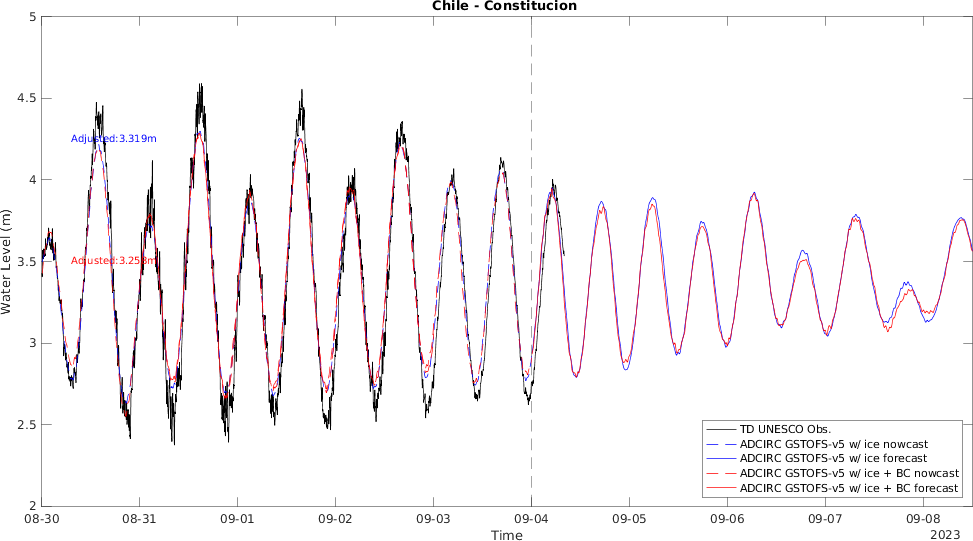 Chile - Constitucion
5
4.5
4
3.5
3
2.5
2
Water Level (m)
Adjusted:3.319m
Adjusted:3.253m
08-30
08-31
09-01
09-02
09-03
09-04
09-05
09-06
09-07
09-08
Time
2023
TD UNESCO Obs.
ADCIRC GSTOFS-v5 w/ ice nowcast
ADCIRC GSTOFS-v5 w/ ice forecast
ADCIRC GSTOFS-v5 w/ ice + BC nowcast
ADCIRC GSTOFS-v5 w/ ice + BC forecast